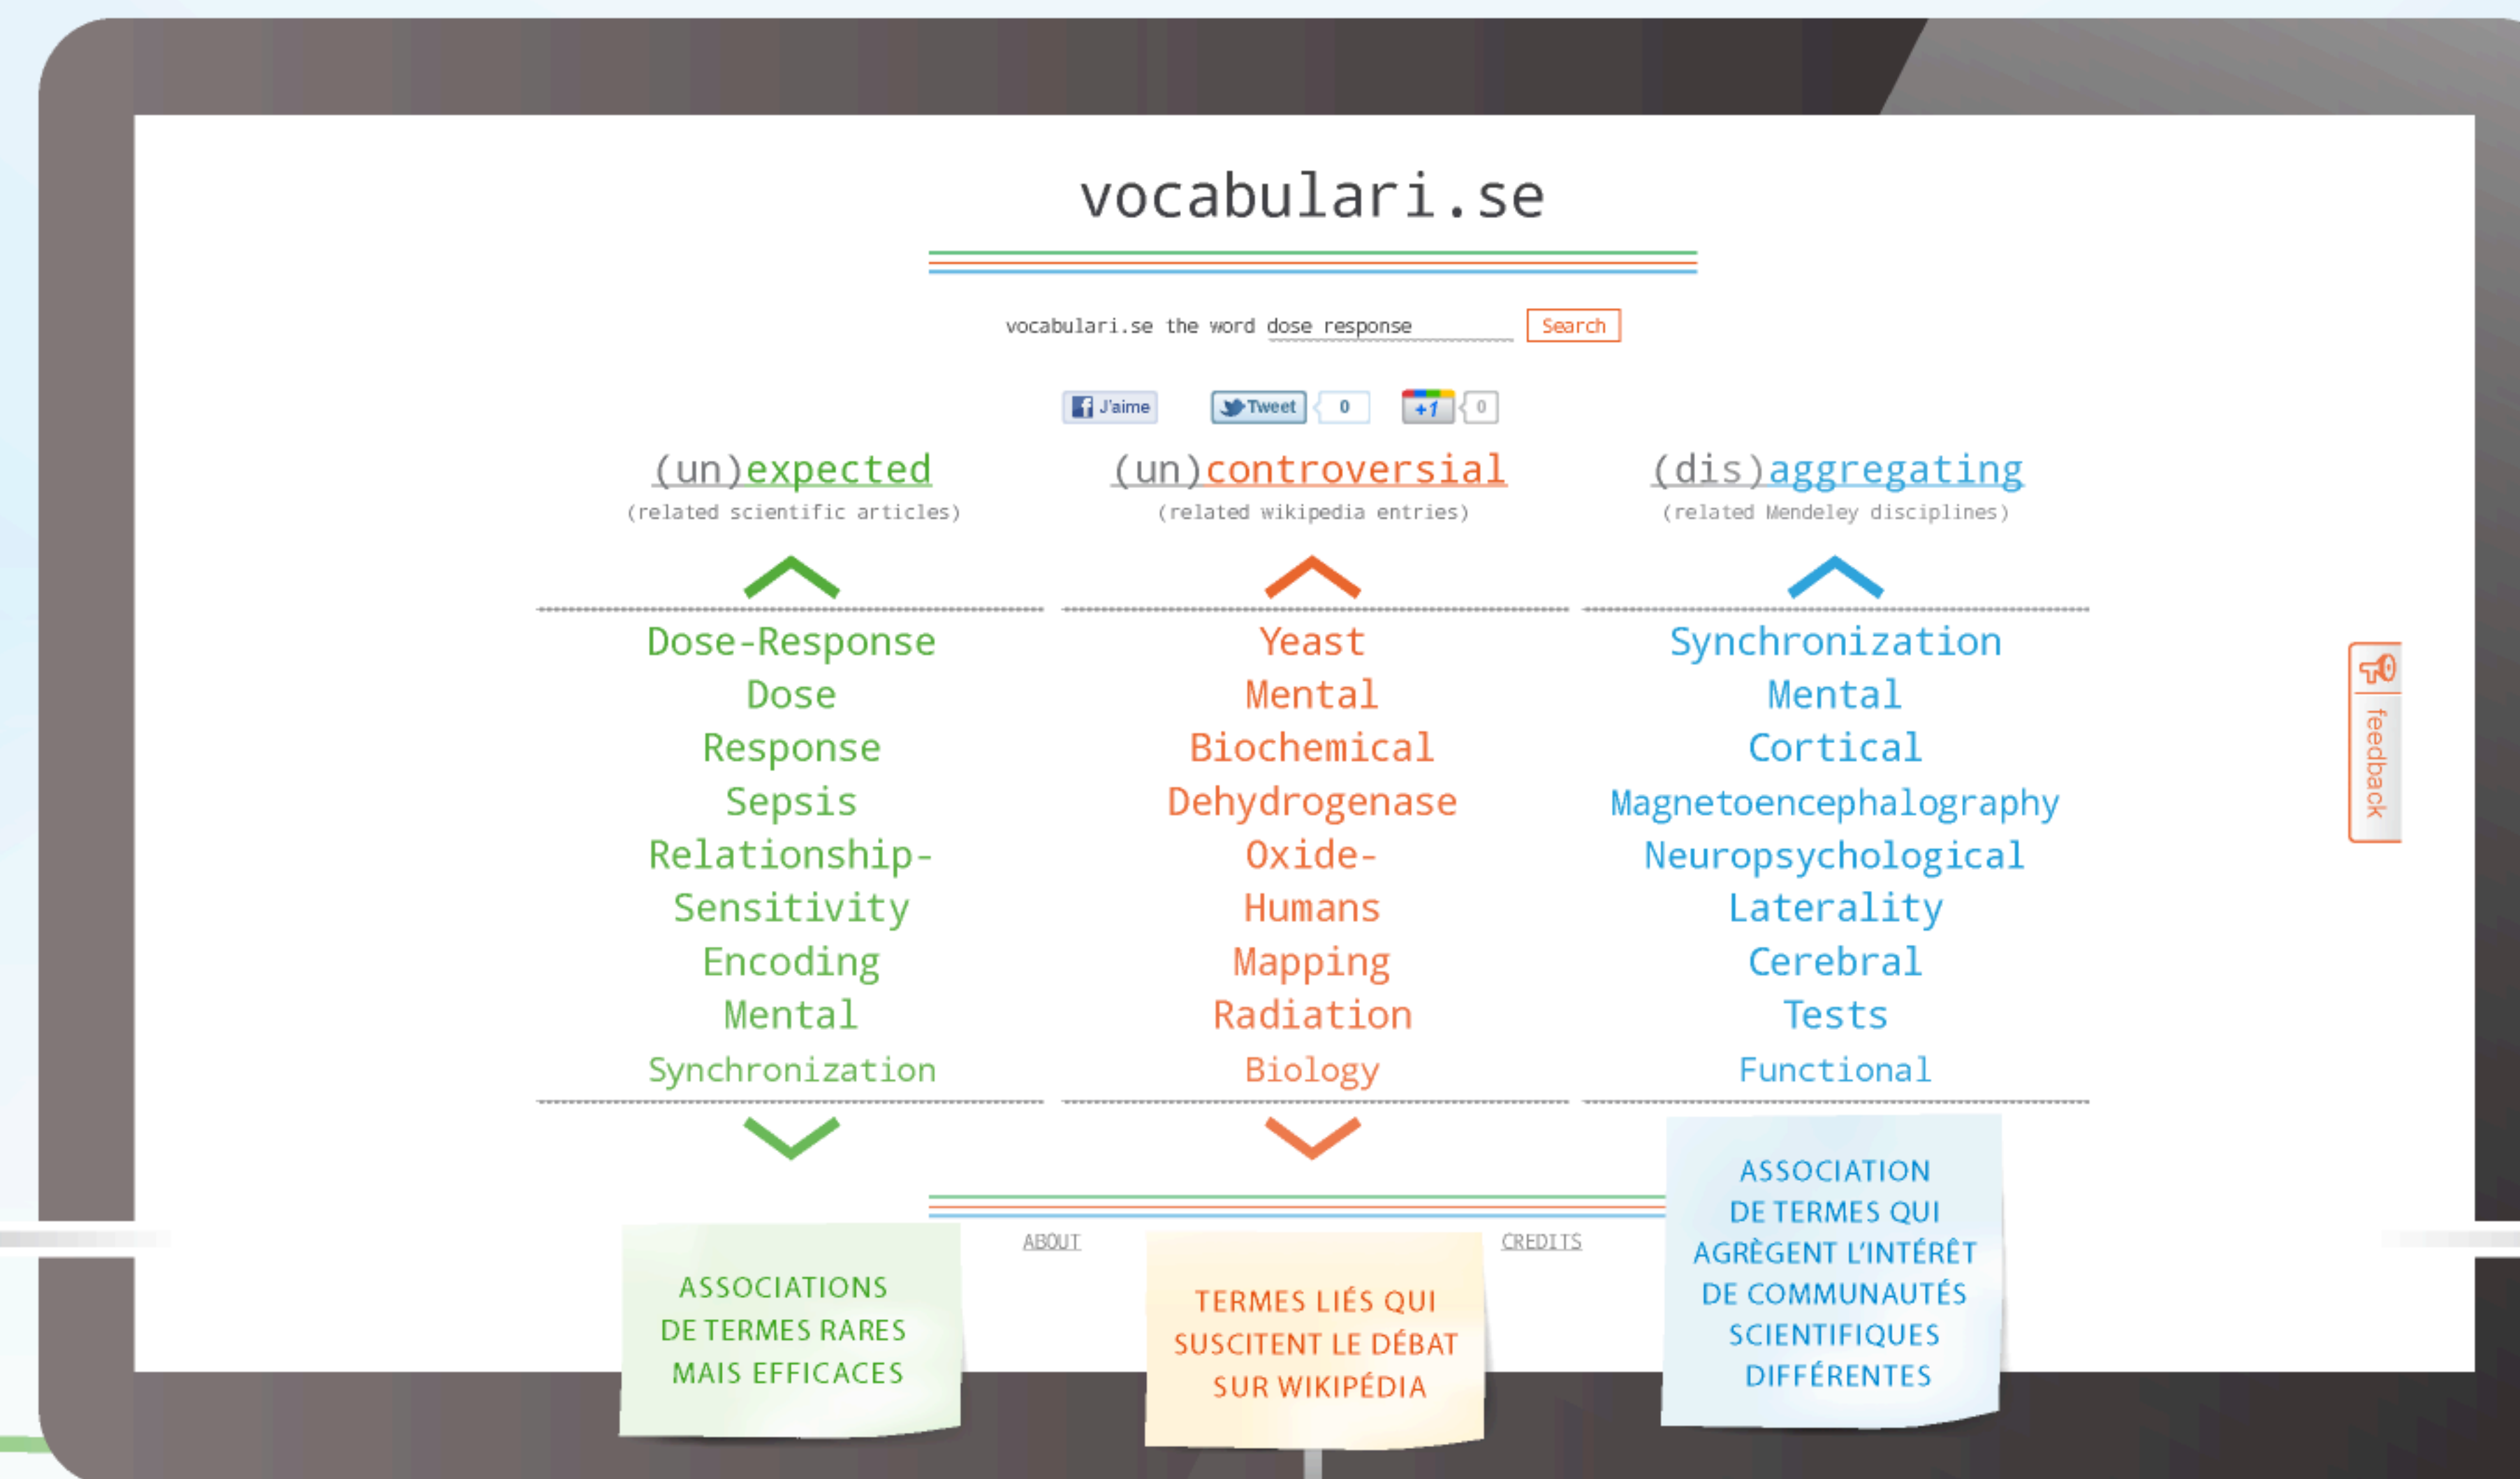 vocabulari.se
vocabulari.se the word dose response Search
J'aime Tweet 0 +1 0
(un)expected
(related scientific articles)
Dose-Response
Dose
Response
Sepsis
Relationship-
Sensitivity
Encoding
Mental
Synchronization
(un)controversial
(related wikipedia entries)
Yeast
Mental
Biochemical
Dehydrogenase
Oxide-
Humans
Mapping
Radiation
Biology
(dis)aggregating
(related Mendeley disciplines)
Synchronization
Mental
Cortical
Magnetoencephalography
Neuropsychological
Laterality
Cerebral
Tests
Functional
feedback
ABOUT
CREDITS
ASSOCIATIONS
DE TERMES RARES
MAIS EFFICACES
TERMES LIÉS QUI
SUSCITENT LE DÉBAT
SUR WIKIPÉDIA
ASSOCIATION
DE TERMES QUI
AGRÈGENT L'INTÉRÊT
DE COMMUNAUTÉS
SCIENTIFIQUES
DIFFÉRENTES